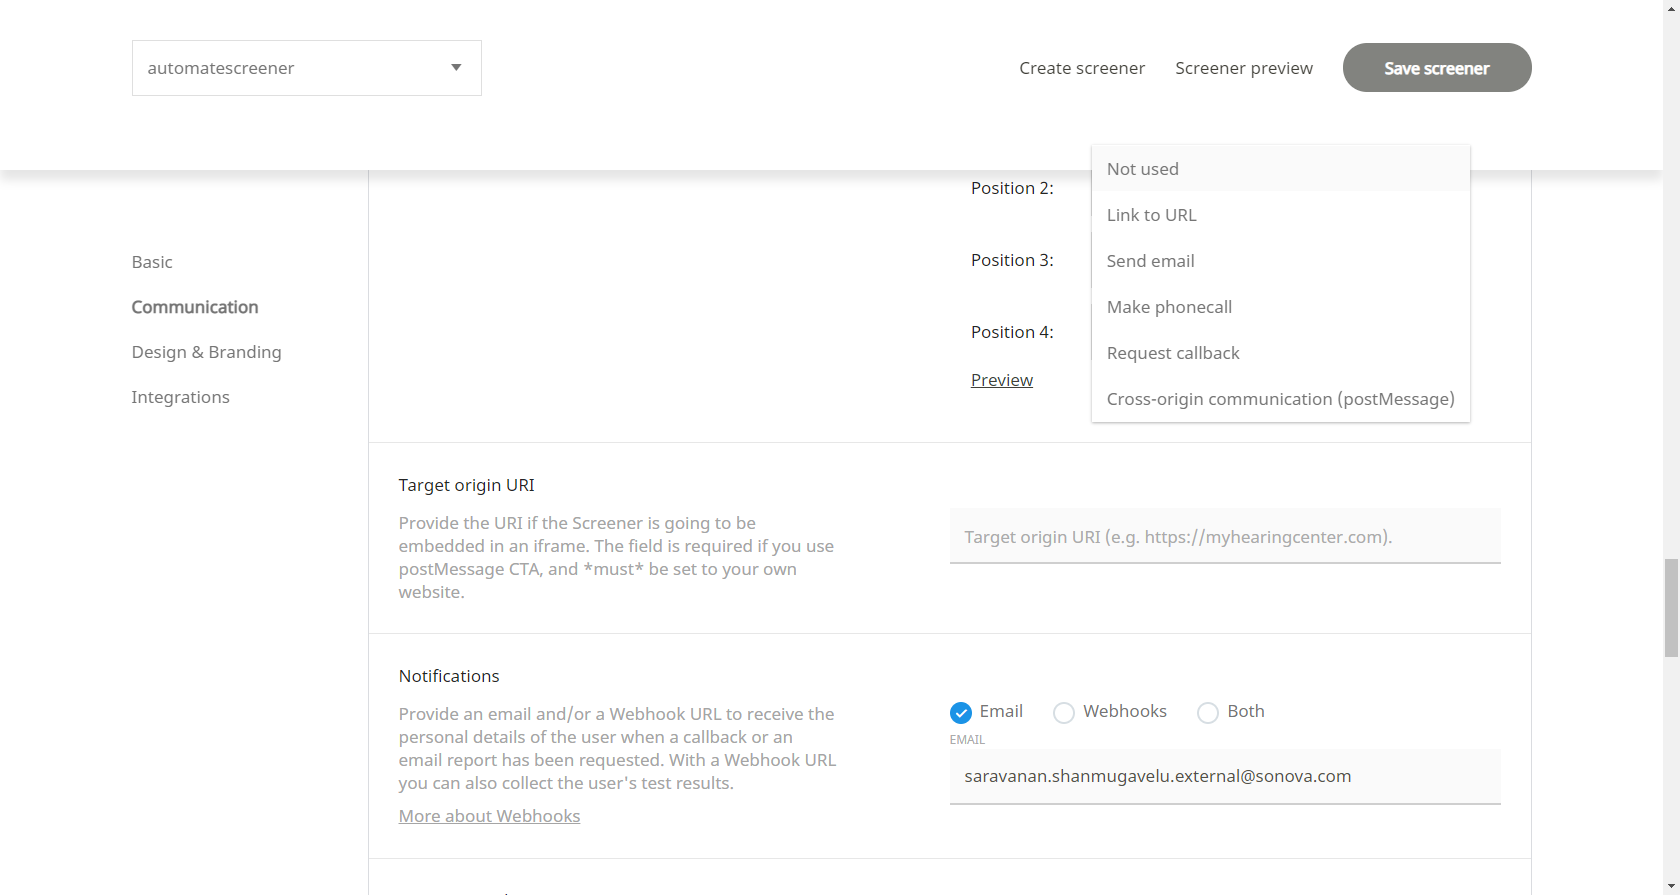 automatescreener
Create screener
Screener preview
Save screener
Not used
Link to URL
Send email
Make phonecall
Request callback
Cross-origin communication (postMessage)
Position 2:
Position 3:
Position 4:
Preview
Basic
Communication
Design & Branding
Integrations
Target origin URI
Provide the URI if the Screener is going to be
embedded in an iframe. The field is required if you use
postMessage CTA, and *must* be set to your own
website.
Target origin URI (e.g. https://myhearingcenter.com).
Notifications
Provide an email and/or a Webhook URL to receive the
personal details of the user when a callback or an
email report has been requested. With a Webhook URL
you can also collect the user's test results.
More about Webhooks
Email
Webhooks
Both
EMAIL
saravanan.shanmugavelu.external@sonova.com